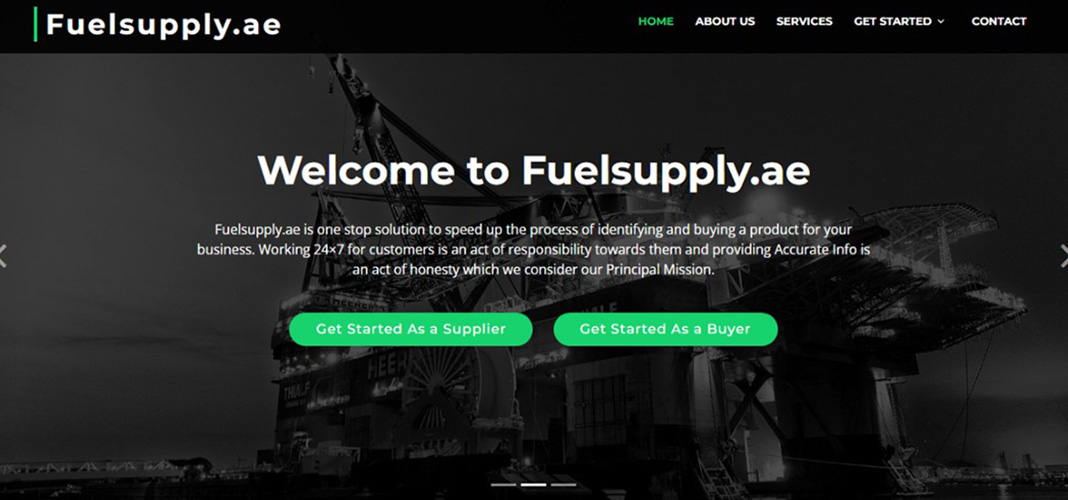 Fuelsupply.ae
HOME ABOUT US SERVICES GET STARTED CONTACT
Welcome to Fuelsupply.ae
Fuelsupply.ae is one stop solution to speed up the process of identifying and buying a product for your
business. Working 24×7 for customers is an act of responsibility towards them and providing Accurate Info is
an act of honesty which we consider our Principal Mission.
Get Started As a Supplier Get Started As a Buyer
THIALF